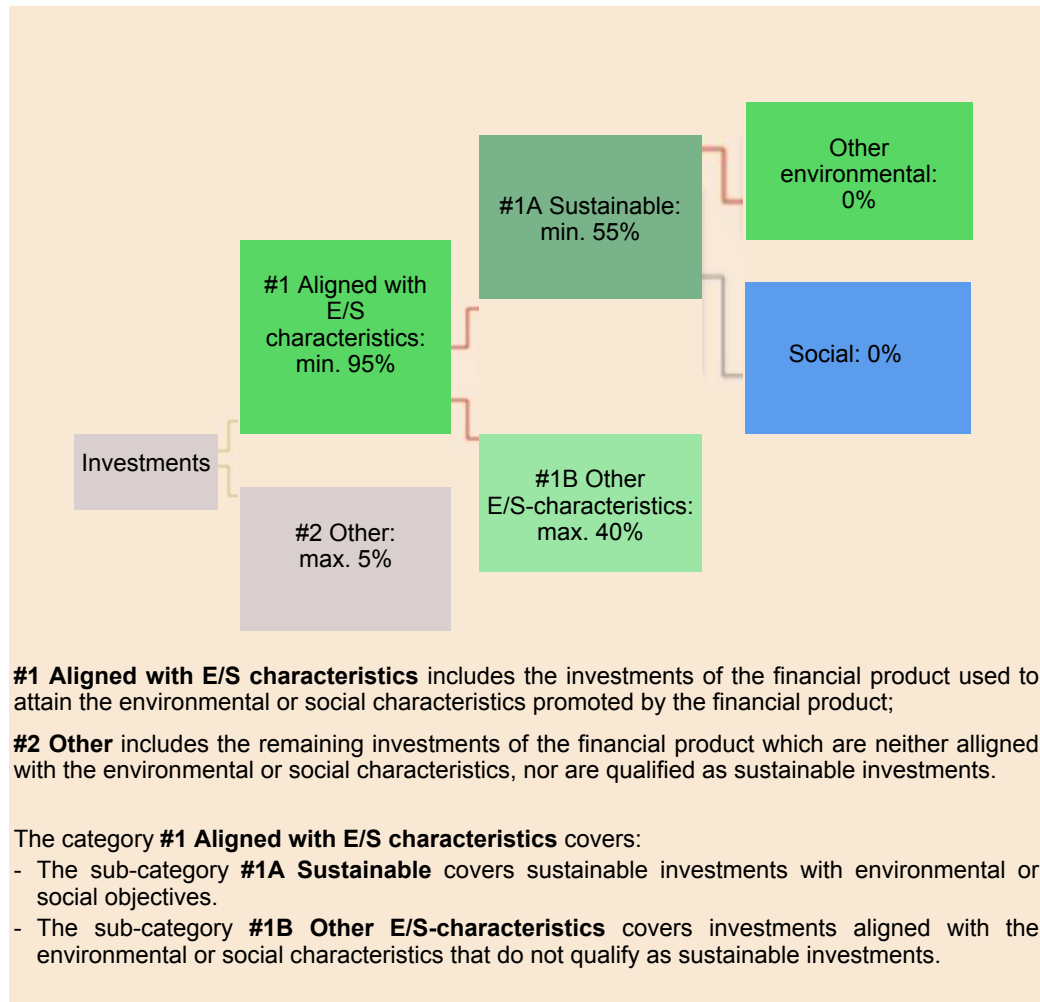 Other
environmental:
0%
#1A Sustainable:
min. 55%
#1 Aligned with
E/S
characteristics:
min. 95%
Social: 0%
Investments
#1B Other
E/S-characteristics:
max. 40%
#2 Other:
max. 5%
#1 Aligned with E/S characteristics includes the investments of the financial product used to
attain the environmental or social characteristics promoted by the financial product;
#2 Other includes the remaining investments of the financial product which are neither alligned
with the environmental or social characteristics, nor are qualified as sustainable investments.
The category #1 Aligned with E/S characteristics covers:
- The sub-category #1A Sustainable covers sustainable investments with environmental or
social objectives.
- The sub-category #1B Other E/S-characteristics covers investments aligned with the
environmental or social characteristics that do not qualify as sustainable investments.